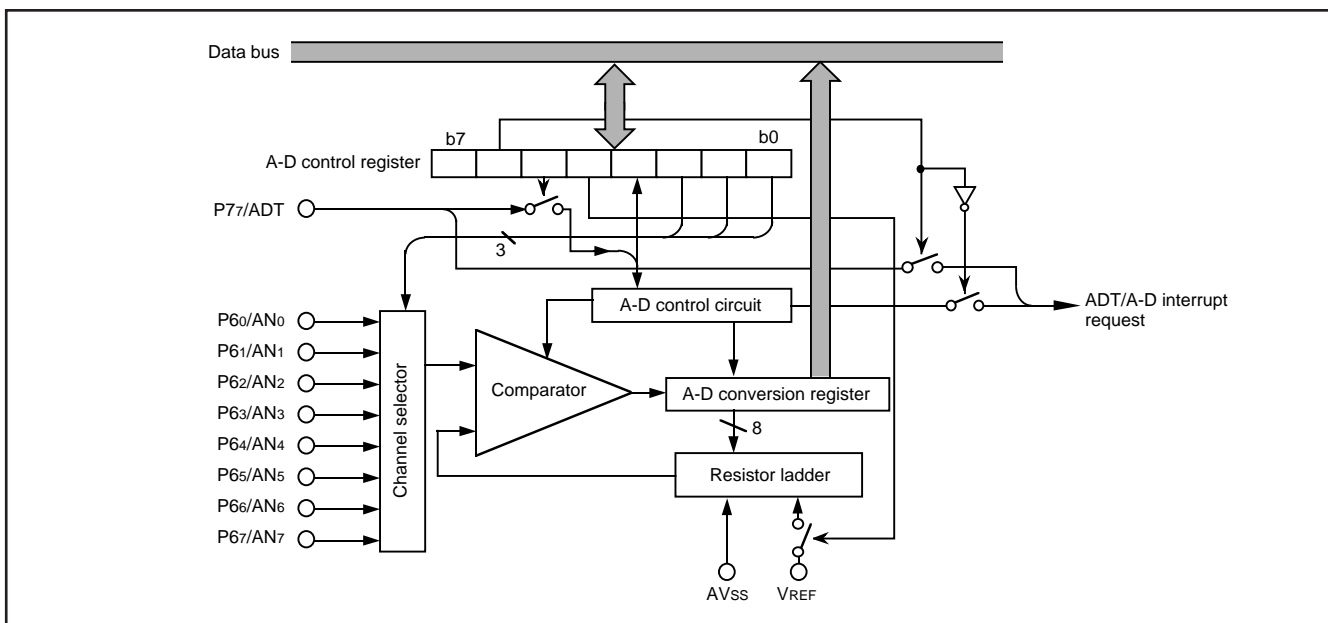 Data bus
b7
b0
A-D control register
P77/ADT
3
A-D control circuit
ADT/A-D interrupt
request
P60/AN0
P61/AN1
P62/AN2
P63/AN3
P64/AN4
P65/AN5
P66/AN6
P67/AN7
Channel selector
Comparator
A-D conversion register
8
Resistor ladder
AVSS
VREF